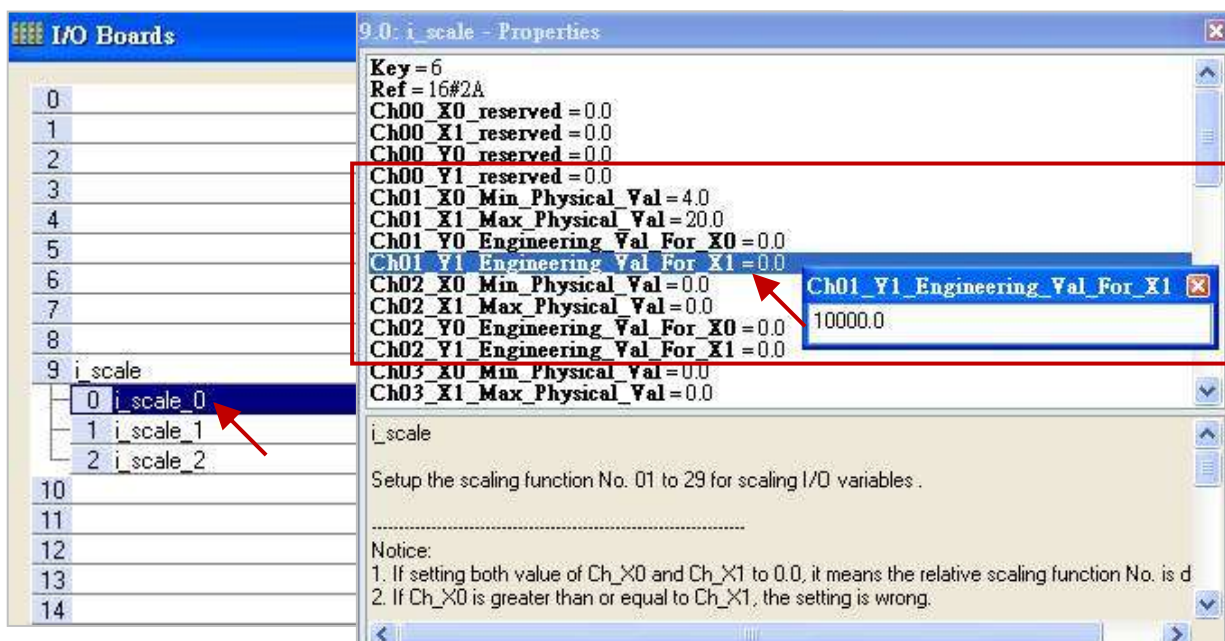 I/O Boards
0
1
2
3
4
5
6
7
8
9 i_scale
0 i_scale_0
1 i_scale_1
2 i_scale_2
10
11
12
13
14
9.0: i_scale - Properties
Key = 6
Ref = 16#2A
Ch00_X0_reserved = 0.0
Ch00_X1_reserved = 0.0
Ch00_Y0_reserved = 0.0
Ch00_Y1_reserved = 0.0
Ch01_X0_Min_Physical_Val = 4.0
Ch01_X1_Max_Physical_Val = 20.0
Ch01_Y0_Engineering_Val_For_X0 = 0.0
Ch01_Y1_Engineering_Val_For_X1 = 0.0
Ch02_X0_Min_Physical_Val = 0.0
Ch02_X1_Max_Physical_Val = 0.0
Ch02_Y0_Engineering_Val_For_X0 = 0.0
Ch02_Y1_Engineering_Val_For_X1 = 0.0
Ch03_X0_Min_Physical_Val = 0.0
Ch03_X1_Max_Physical_Val = 0.0
Ch01_Y1_Engineering_Val_For_X1
10000.0
i_scale
Setup the scaling function No. 01 to 29 for scaling I/O variables .
----------------------------------------------------------------
Notice:
1. If setting both value of Ch_X0 and Ch_X1 to 0.0, it means the relative scaling function No. is d
2. If Ch_X0 is greater than or equal to Ch_X1, the setting is wrong.